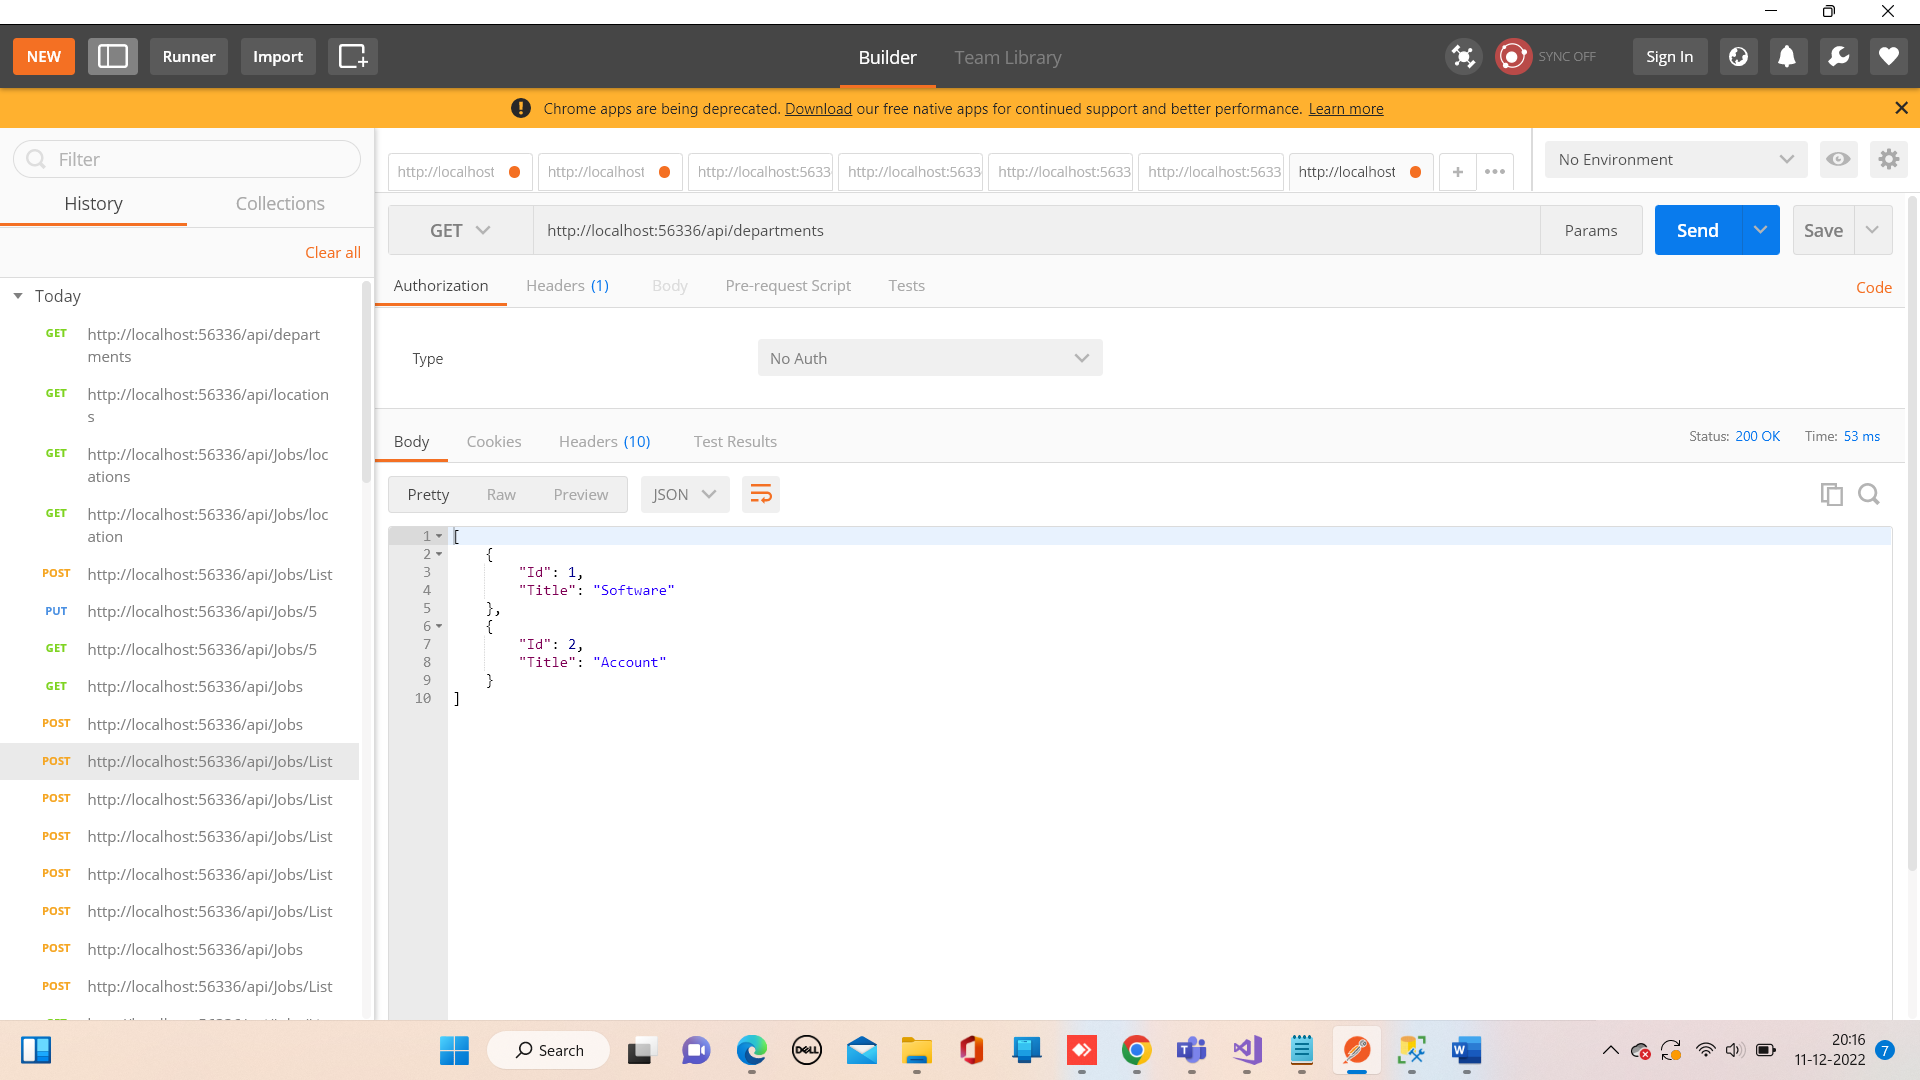 NEW
Runner
Import
Builder
Team Library
SYNC OFF
Sign In
Chrome apps are being deprecated. Download our free native apps for continued support and better performance. Learn more
Filter
History
Collections
Clear all
Today
GET http://localhost:56336/api/depart
ments
GET http://localhost:56336/api/location
s
GET http://localhost:56336/api/Jobs/loc
ations
GET http://localhost:56336/api/Jobs/loc
ation
POST http://localhost:56336/api/Jobs/List
PUT http://localhost:56336/api/Jobs/5
GET http://localhost:56336/api/Jobs/5
GET http://localhost:56336/api/Jobs
POST http://localhost:56336/api/Jobs
POST http://localhost:56336/api/Jobs/List
POST http://localhost:56336/api/Jobs/List
POST http://localhost:56336/api/Jobs/List
POST http://localhost:56336/api/Jobs/List
POST http://localhost:56336/api/Jobs/List
POST http://localhost:56336/api/Jobs
POST http://localhost:56336/api/Jobs/List
http://localhost
http://localhost
http://localhost:5633
http://localhost:5633
http://localhost:5633
http://localhost:5633
http://localhost
No Environment
GET
http://localhost:56336/api/departments
Params
Send
Save
Authorization
Headers (1)
Body
Pre-request Script
Tests
Code
Type
No Auth
Body
Cookies
Headers (10)
Test Results
Status: 200 OK
Time: 53 ms
Pretty
Raw
Preview
JSON
1 [
2 {
3 "Id": 1,
4 "Title": "Software"
5 },
6 {
7 "Id": 2,
8 "Title": "Account"
9 }
10 ]
Search
DELL
20:16
11-12-2022
7